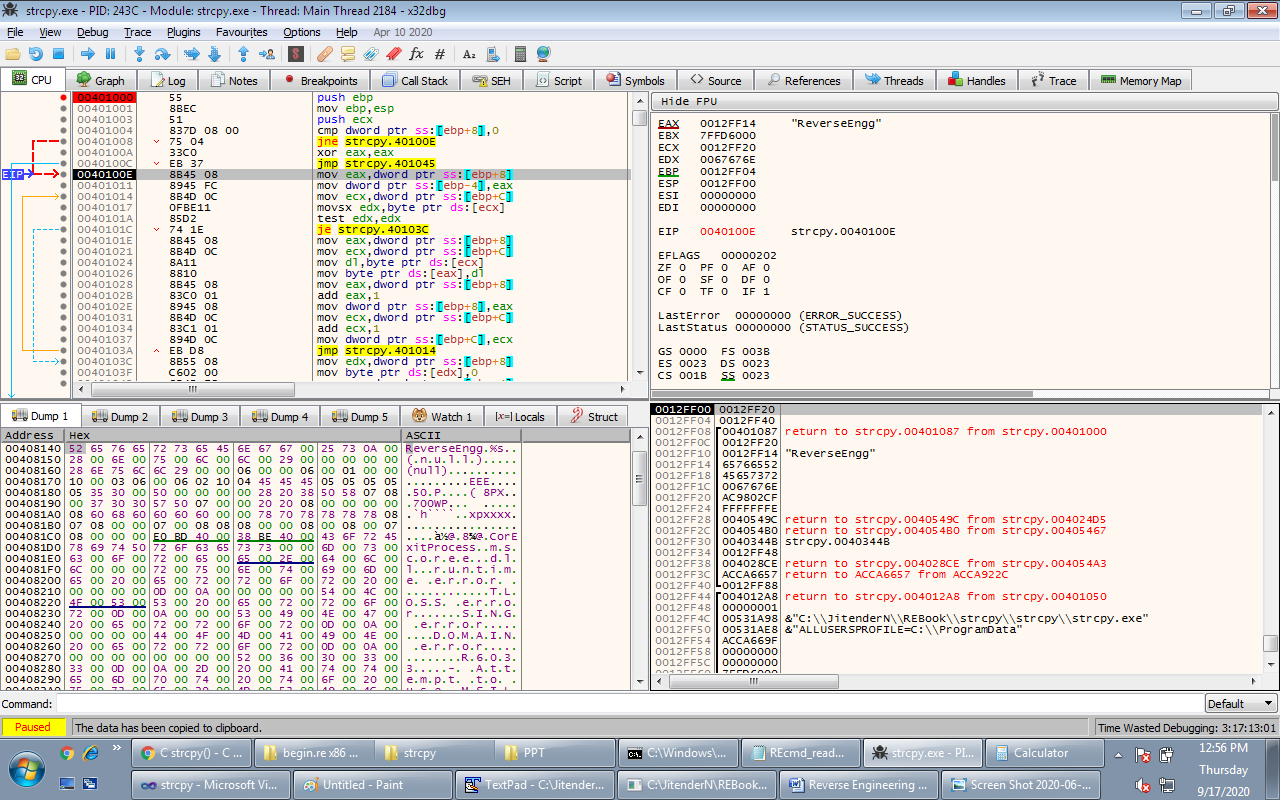 strcpy.exe - PID: 243C - Module: strcpy.exe - Thread: Main Thread 2184 - x32dbg
File View Debug Trace Plugins Favourites Options Help Apr 10 2020
CPU Graph Log Notes Breakpoints Call Stack SEH Script Symbols Source References Threads Handles Trace Memory Map
EIP
00401000 55 push ebp
00401001 8BEC mov ebp,esp
00401003 51 push ecx
00401004 837D 08 00 cmp dword ptr ss:[ebp+8],0
00401008 75 04 jne strcpy.40100E
0040100A 33C0 xor eax,eax
0040100C EB 37 jmp strcpy.401045
0040100E 8B45 08 mov eax,dword ptr ss:[ebp+8]
00401011 8945 FC mov dword ptr ss:[ebp-4],eax
00401014 8B4D 0C mov ecx,dword ptr ss:[ebp+C]
00401017 0FBE11 movsx edx,byte ptr ds:[ecx]
0040101A 85D2 test edx,edx
0040101C 74 1E je strcpy.40103C
0040101E 8B45 08 mov eax,dword ptr ss:[ebp+8]
00401021 8B4D 0C mov ecx,dword ptr ss:[ebp+C]
00401024 8A11 mov dl,byte ptr ds:[ecx]
00401026 8810 mov byte ptr ds:[eax],dl
00401028 8B45 08 mov eax,dword ptr ss:[ebp+8]
0040102B 83C0 01 add eax,1
0040102E 8945 08 mov dword ptr ss:[ebp+8],eax
00401031 8B4D 0C mov ecx,dword ptr ss:[ebp+C]
00401034 83C1 01 add ecx,1
00401037 894D 0C mov dword ptr ss:[ebp+C],ecx
0040103A EB D8 jmp strcpy.401014
0040103C 8B55 08 mov edx,dword ptr ss:[ebp+8]
0040103F C602 00 mov byte ptr ds:[edx],0
Hide FPU
EAX 0012FF14 "ReverseEngg"
EBX 7FFD6000
ECX 0012FF20
EDX 0067676E
EBP 0012FF04
ESP 0012FF00
ESI 00000000
EDI 00000000
EIP 0040100E strcpy.0040100E
EFLAGS 00000202
ZF 0 PF 0 AF 0
OF 0 SF 0 DF 0
CF 0 TF 0 IF 1
LastError 00000000 (ERROR_SUCCESS)
LastStatus 00000000 (STATUS_SUCCESS)
GS 0000 FS 003B
ES 0023 DS 0023
CS 001B SS 0023
Dump 1 Dump 2 Dump 3 Dump 4 Dump 5 Watch 1 [x=] Locals Struct
Address Hex ASCII
00408140 52 65 76 65 72 73 65 45 6E 67 67 00 25 73 0A 00 ReverseEngg.%s..
00408150 28 00 6E 00 75 00 6C 00 6C 00 29 00 00 00 00 00 (.n.u.l.l.).....
00408160 28 6E 75 6C 6C 29 00 00 06 00 00 06 00 01 00 00 (null)..........
00408170 10 00 03 06 00 06 02 10 04 45 45 45 05 05 05 05 .........EEE....
00408180 05 35 30 00 50 00 00 00 00 28 20 38 50 58 07 08 .50.P....( 8PX..
00408190 00 37 30 30 57 50 07 00 00 20 20 08 00 00 00 00 .700WP...  .....
004081A0 08 60 68 60 60 60 60 00 00 78 70 78 78 78 78 08 .`h````..xpxxxx.
004081B0 07 08 00 00 07 00 08 08 08 00 00 08 00 08 00 07
004081C0 08 00 00 00 E0 BD 40 00 38 BE 40 00 43 6F 72 45 ....à½@.8¾@.CorE
004081D0 78 69 74 50 72 6F 63 65 73 73 00 00 6D 00 73 00 xitProcess..m.s.
004081E0 63 00 6F 00 72 00 65 00 65 00 2E 00 64 00 6C 00 c.o.r.e.e...d.l.
004081F0 6C 00 00 00 72 00 75 00 6E 00 74 00 69 00 6D 00 l...r.u.n.t.i.m.
00408200 65 00 20 00 65 00 72 00 72 00 6F 00 72 00 20 00 e. .e.r.r.o.r. .
00408210 00 00 00 00 0D 00 0A 00 00 00 00 00 54 00 4C 00 ............T.L.
00408220 4F 00 53 00 53 00 20 00 65 00 72 00 72 00 6F 00 O.S.S. .e.r.r.o.
00408230 72 00 0D 00 0A 00 00 00 53 00 49 00 4E 00 47 00 r.......S.I.N.G.
00408240 20 00 65 00 72 00 72 00 6F 00 72 00 0D 00 0A 00 .e.r.r.o.r.....
00408250 00 00 00 00 44 00 4F 00 4D 00 41 00 49 00 4E 00 ....D.O.M.A.I.N.
00408260 20 00 65 00 72 00 72 00 6F 00 72 00 0D 00 0A 00 .e.r.r.o.r.....
00408270 00 00 00 00 00 00 00 00 52 00 36 00 30 00 33 00 ........R.6.0.3.
00408280 33 00 0D 00 0A 00 2D 00 20 00 41 00 74 00 74 00 3.....-. .A.t.t.
00408290 65 00 6D 00 70 00 74 00 20 00 74 00 6F 00 20 00 e.m.p.t. .t.o. .
0012FF00 0012FF20
0012FF04 0012FF40
0012FF08 00401087 return to strcpy.00401087 from strcpy.00401000
0012FF0C 0012FF20
0012FF10 0012FF14 "ReverseEngg"
0012FF14 65766552
0012FF18 45657372
0012FF1C 0067676E
0012FF20 AC9802CF
0012FF24 FFFFFFFE
0012FF28 0040549C return to strcpy.0040549C from strcpy.004024D5
0012FF2C 004054B0 return to strcpy.004054B0 from strcpy.00405467
0012FF30 0040344B strcpy.0040344B
0012FF34 0012FF48
0012FF38 004028CE return to strcpy.004028CE from strcpy.004054A3
0012FF3C ACCA6657 return to ACCA6657 from ACCA922C
0012FF40 0012FF88
0012FF44 004012A8 return to strcpy.004012A8 from strcpy.00401050
0012FF48 00000001
0012FF4C 00531A98 &"C:\\JitenderN\\REBook\\strcpy\\strcpy\\strcpy.exe"
0012FF50 00531AE8 &"ALLUSERSPROFILE=C:\\ProgramData"
0012FF54 ACCA669F
0012FF58 00000000
0012FF5C 00000000
Command: Default
Paused The data has been copied to clipboard. Time Wasted Debugging: 3:17:13:01
C strcpy() - C ... begin.re x86 ... strcpy PPT C:\Windows\... REcmd_read... strcpy.exe - PI... Calculator
strcpy - Microsoft Vi... Untitled - Paint TextPad - C:\Jitender... C:\JitenderN\REBook... Reverse Engineering ... Screen Shot 2020-06-...
12:56 PM
Thursday
9/17/2020